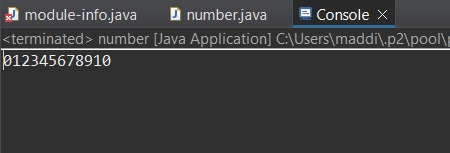 module-info.java number.java Console ×
<terminated> number [Java Application] C:\Users\maddi\.p2\pool\p
012345678910